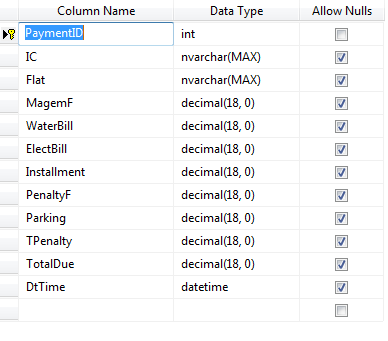 Column Name Data Type Allow Nulls
PaymentID int
IC nvarchar(MAX)
Flat nvarchar(MAX)
MagemF decimal(18, 0)
WaterBill decimal(18, 0)
ElectBill decimal(18, 0)
Installment decimal(18, 0)
PenaltyF decimal(18, 0)
Parking decimal(18, 0)
TPenalty decimal(18, 0)
TotalDue decimal(18, 0)
DtTime datetime